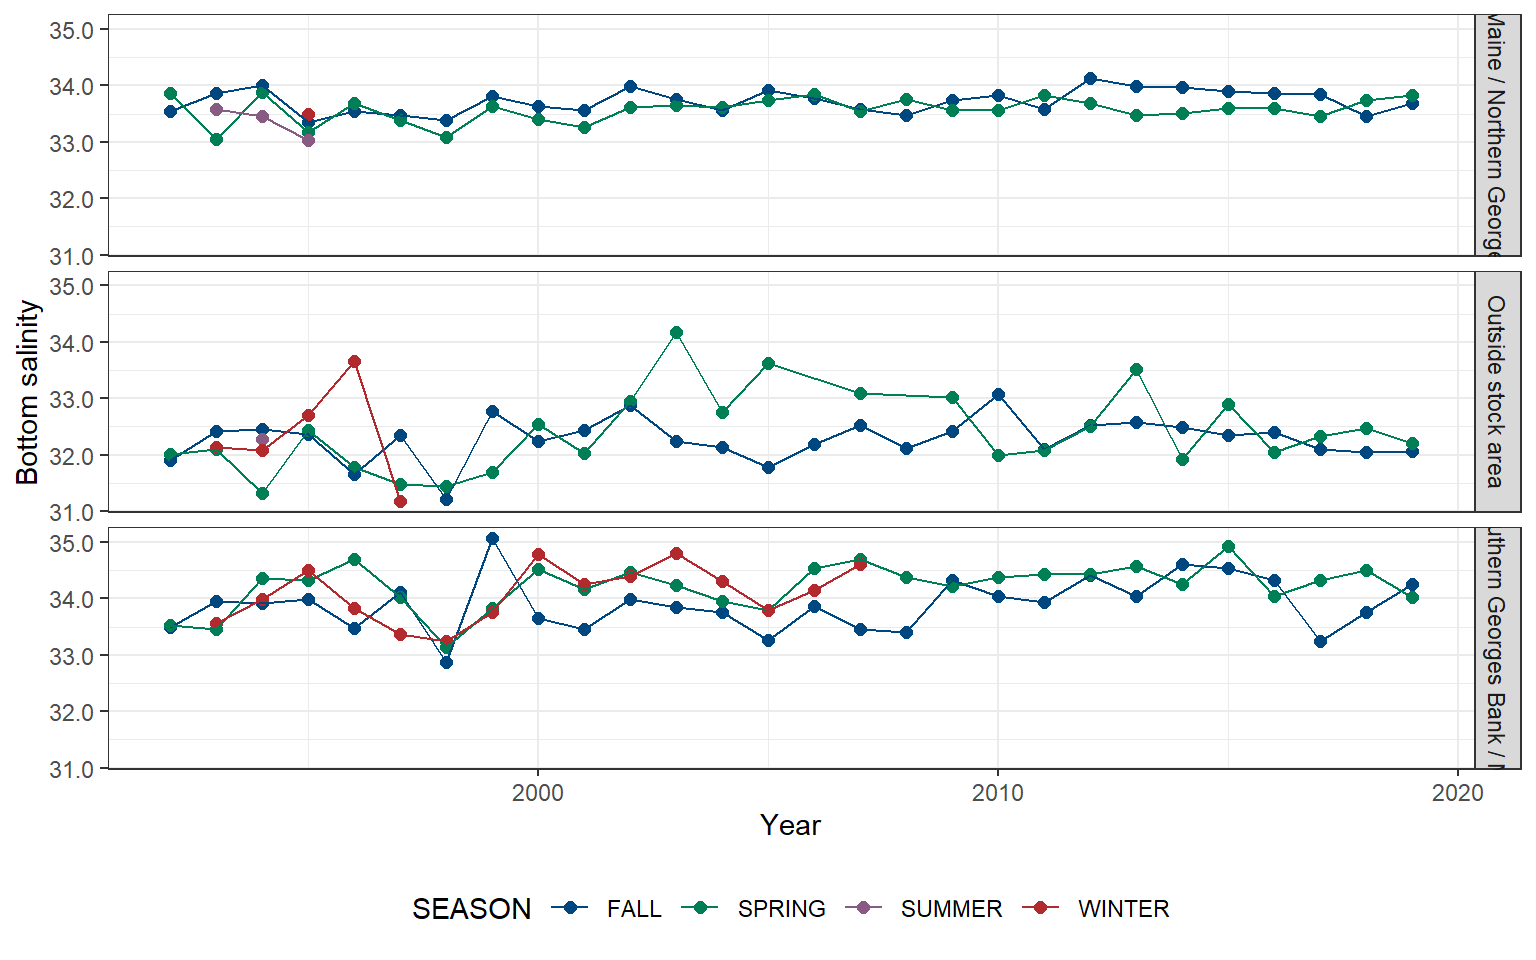 35.0
34.0
33.0
32.0
31.0
Maine / Northern George
35.0
34.0
33.0
32.0
31.0
Outside stock area
35.0
34.0
33.0
32.0
31.0
uthern Georges Bank /
Bottom salinity
2000 2010 2020
Year
SEASON FALL SPRING SUMMER WINTER